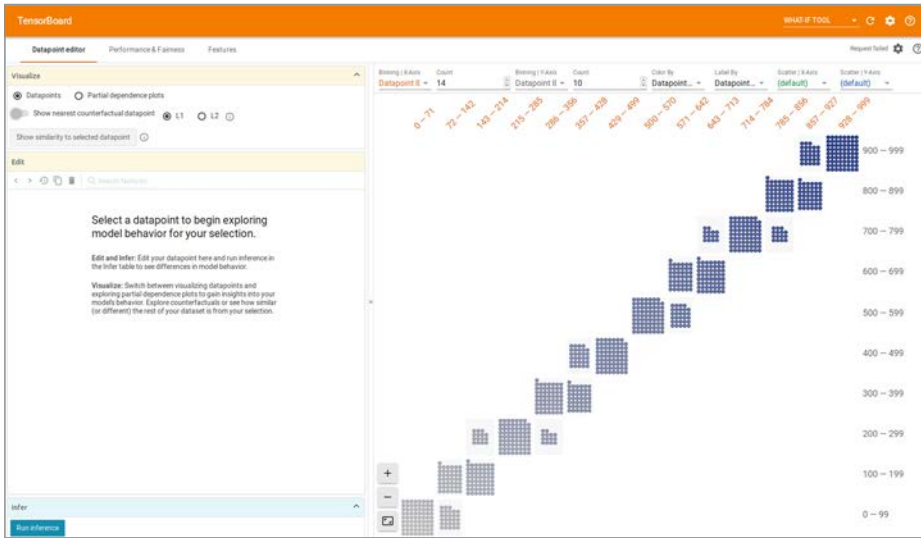 TensorBoard
WHAT-IF TOOL
Datapoint editor Performance & Fairness Features
Request failed
Visualize
Datapoints Partial dependence plots
Show nearest counterfactual datapoint L1 L2
Show similarity to selected datapoint
Edit
Search features
Select a datapoint to begin exploring
model behavior for your selection.
Edit and Infer: Edit your datapoint here and run inference
in the Infer table to see differences in model behavior.
Visualize: Switch between visualizing datapoints and
exploring partial dependence plots to gain insights into your
model's behavior. Explore counterfactuals or see how similar
(or different) the rest of your dataset is from your selection.
Infer
Run inference
Binning | X-Axis Count Binning | Y-Axis Count Color By Label By Scatter | X-Axis Scatter | Y-Axis
Datapoint II 14 Datapoint II 10 Datapoint... Datapoint... (default) (default)
0 – 71
72 – 142
143 – 214
215 – 285
286 – 356
357 – 428
429 – 499
500 – 570
571 – 642
643 – 713
714 – 784
785 – 856
857 – 927
928 – 999
900 – 999
800 – 899
700 – 799
600 – 699
500 – 599
400 – 499
300 – 399
200 – 299
100 – 199
0 – 99